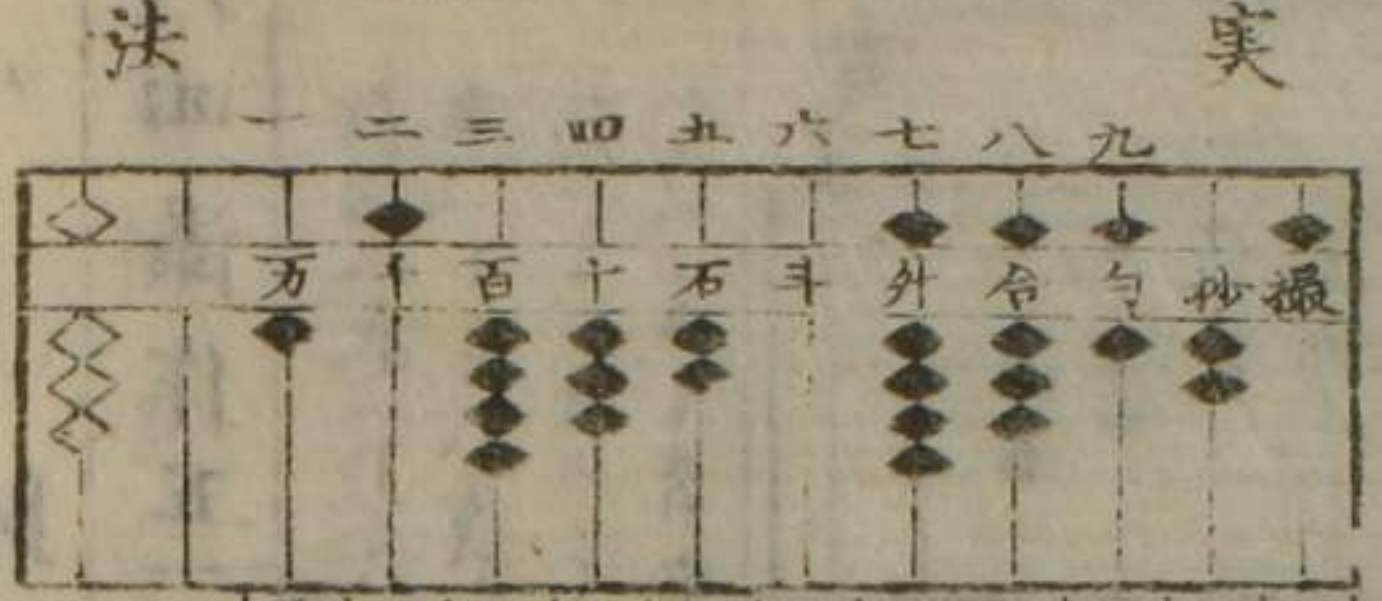 法 実
一 二 三 四 五 六 七 八 九
万 千 百 十 石 斗 升 合 勺 抄 撮